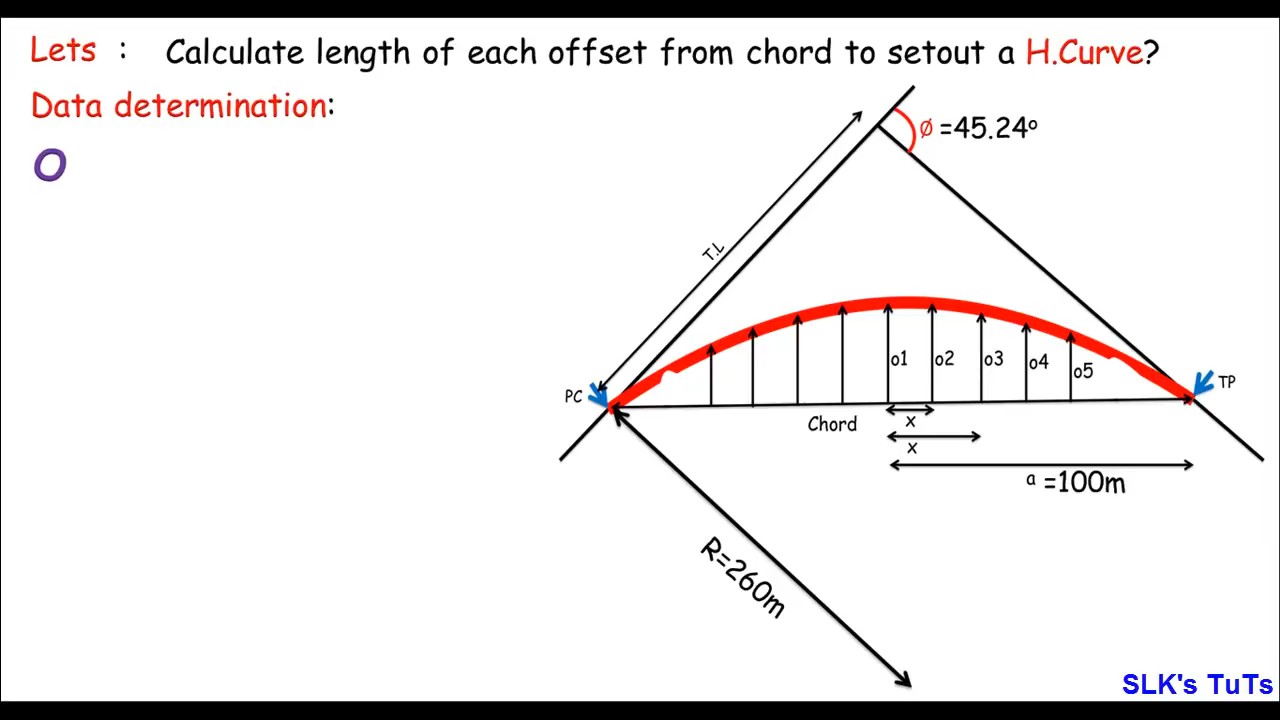 Lets : Calculate length of each offset from chord to setout a H.Curve?
Data determination:
O
Ø =45.24°
T.L
PC
o1
o2
o3
o4
o5
TP
Chord
x
x
a =100m
R=260m
SLK's TuTs